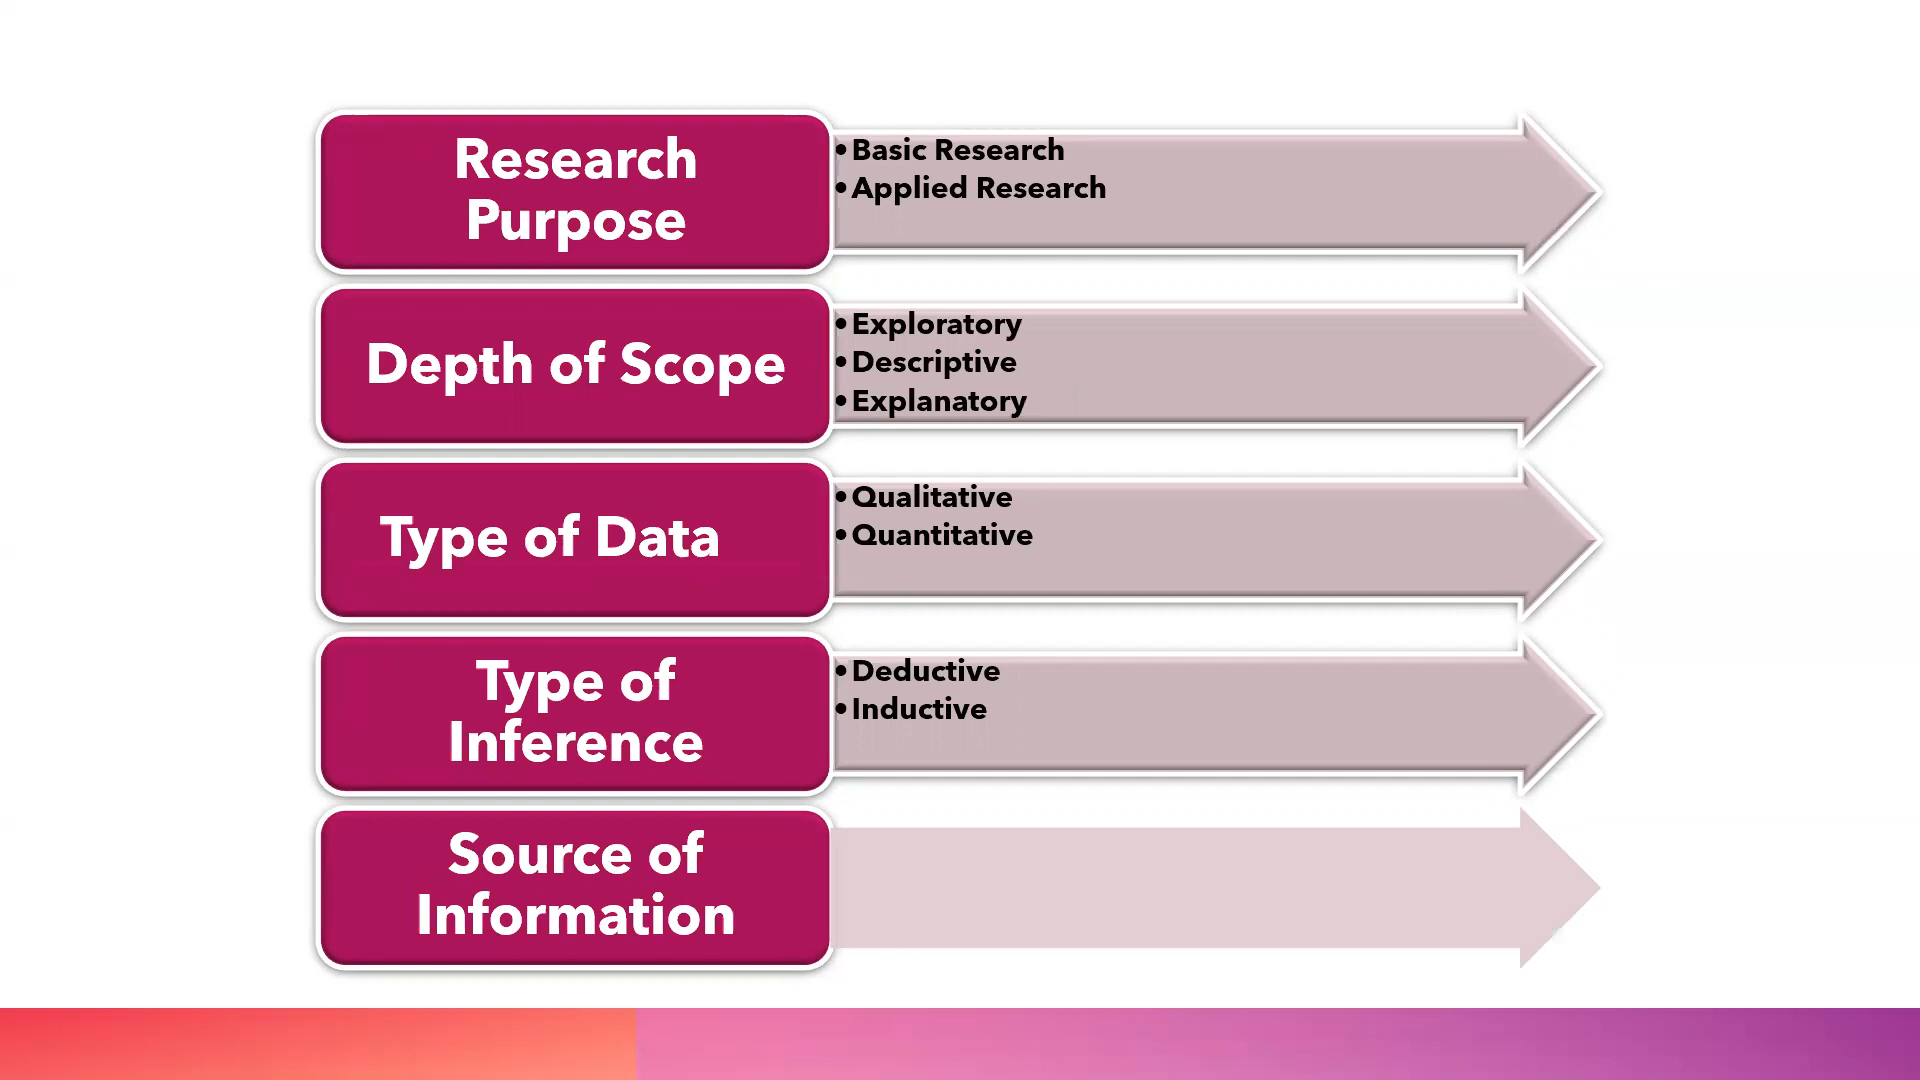 Research
Purpose
•Basic Research
•Applied Research
Depth of Scope
•Exploratory
•Descriptive
•Explanatory
Type of Data
•Qualitative
•Quantitative
Type of
Inference
•Deductive
•Inductive
Source of
Information